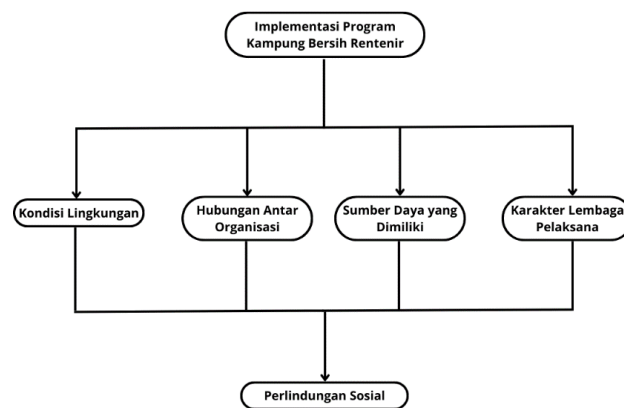 Implementasi Program
Kampung Bersih Rentenir
Kondisi Lingkungan
Hubungan Antar
Organisasi
Sumber Daya yang
Dimiliki
Karakter Lembaga
Pelaksana
Perlindungan Sosial